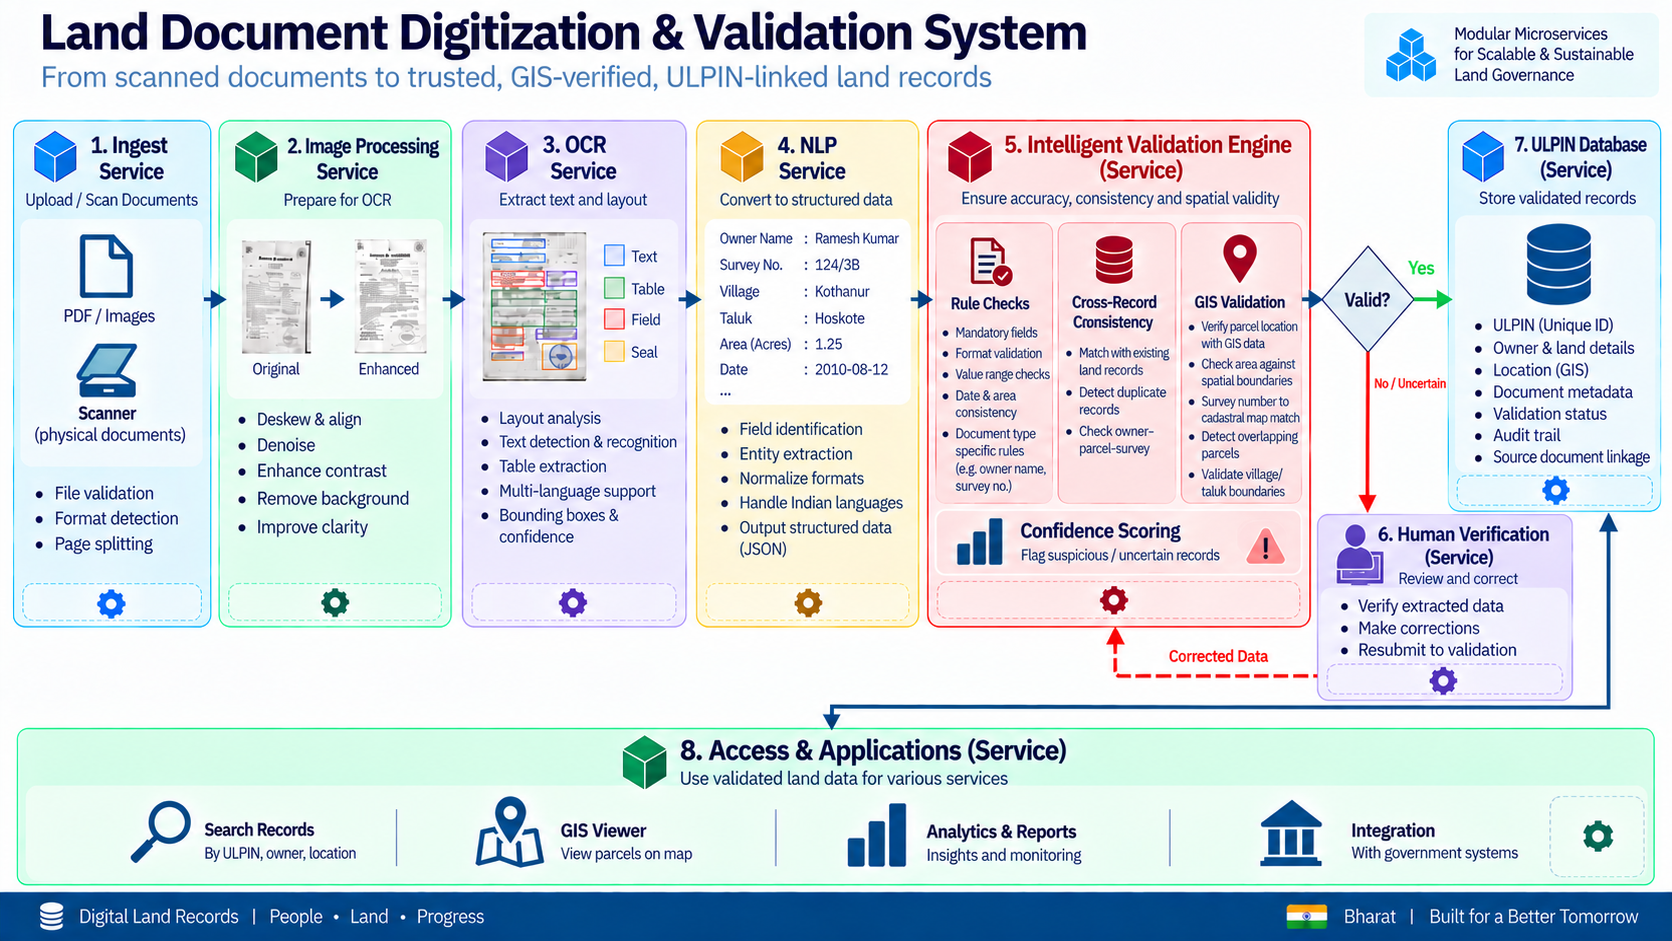 Land Document Digitization & Validation System
From scanned documents to trusted, GIS-verified, ULPIN-linked land records
Modular Microservices
for Scalable & Sustainable
Land Governance
1. Ingest
Service
Upload / Scan Documents
PDF / Images
Scanner
(physical documents)
• File validation
• Format detection
• Page splitting
2. Image Processing
Service
Prepare for OCR
Original
Enhanced
• Deskew & align
• Denoise
• Enhance contrast
• Remove background
• Improve clarity
3. OCR
Service
Extract text and layout
Text
Table
Field
Seal
• Layout analysis
• Text detection & recognition
• Table extraction
• Multi-language support
• Bounding boxes &
confidence
4. NLP
Service
Convert to structured data
Owner Name : Ramesh Kumar
Survey No. : 124/3B
Village : Kothanur
Taluk : Hoskote
Area (Acres) : 1.25
Date : 2010-08-12
...
• Field identification
• Entity extraction
• Normalize formats
• Handle Indian languages
• Output structured data
(JSON)
5. Intelligent Validation Engine
(Service)
Ensure accuracy, consistency and spatial validity
Rule Checks
• Mandatory fields
• Format validation
• Value range checks
• Date & area
consistency
• Document type
specific rules
(e.g. owner name,
survey no.)
Cross-Record
Consistency
• Match with existing
land records
• Detect duplicate
records
• Check owner–
parcel–survey
GIS Validation
• Verify parcel location
with GIS data
• Check area against
spatial boundaries
• Survey number to
cadastral map match
• Detect overlapping
parcels
• Validate village/
taluk boundaries
Confidence Scoring
Flag suspicious / uncertain records
Valid?
Yes
No / Uncertain
7. ULPIN Database
(Service)
Store validated records
• ULPIN (Unique ID)
• Owner & land details
• Location (GIS)
• Document metadata
• Validation status
• Audit trail
• Source document linkage
6. Human Verification
(Service)
Review and correct
• Verify extracted data
• Make corrections
• Resubmit to validation
Corrected Data
8. Access & Applications (Service)
Use validated land data for various services
Search Records
By ULPIN, owner, location
GIS Viewer
View parcels on map
Analytics & Reports
Insights and monitoring
Integration
With government systems
Digital Land Records | People • Land • Progress
Bharat | Built for a Better Tomorrow